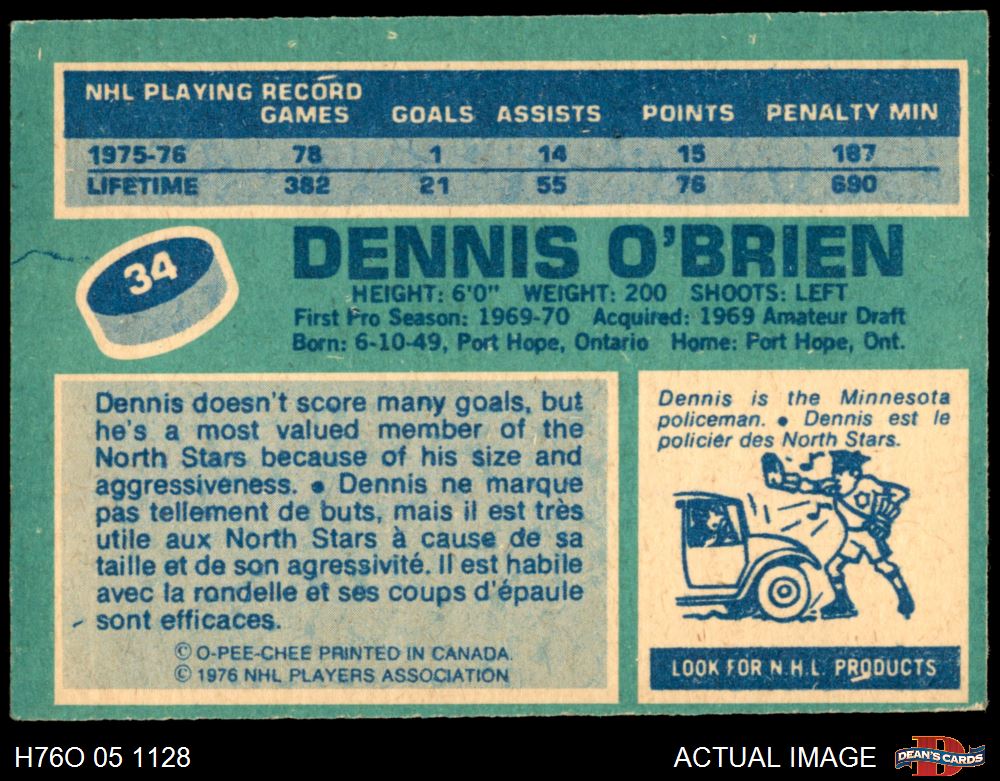 NHL PLAYING RECORD
GAMES GOALS ASSISTS POINTS PENALTY MIN
1975-76 78 1 14 15 187
LIFETIME 382 21 55 76 690
34
DENNIS O'BRIEN
HEIGHT: 6'0" WEIGHT: 200 SHOOTS: LEFT
First Pro Season: 1969-70 Acquired: 1969 Amateur Draft
Born: 6-10-49, Port Hope, Ontario Home: Port Hope, Ont.
Dennis doesn't score many goals, but
he's a most valued member of the
North Stars because of his size and
aggressiveness. ● Dennis ne marque
pas tellement de buts, mais il est très
utile aux North Stars à cause de sa
taille et de son agressivité. Il est habile
avec la rondelle et ses coups d'épaule
sont efficaces.
© O-PEE-CHEE PRINTED IN CANADA.
© 1976 NHL PLAYERS ASSOCIATION
Dennis is the Minnesota
policeman. ● Dennis est le
policier des North Stars.
LOOK FOR N.H.L PRODUCTS
H76O 05 1128
ACTUAL IMAGE
D
DEAN'S CARDS